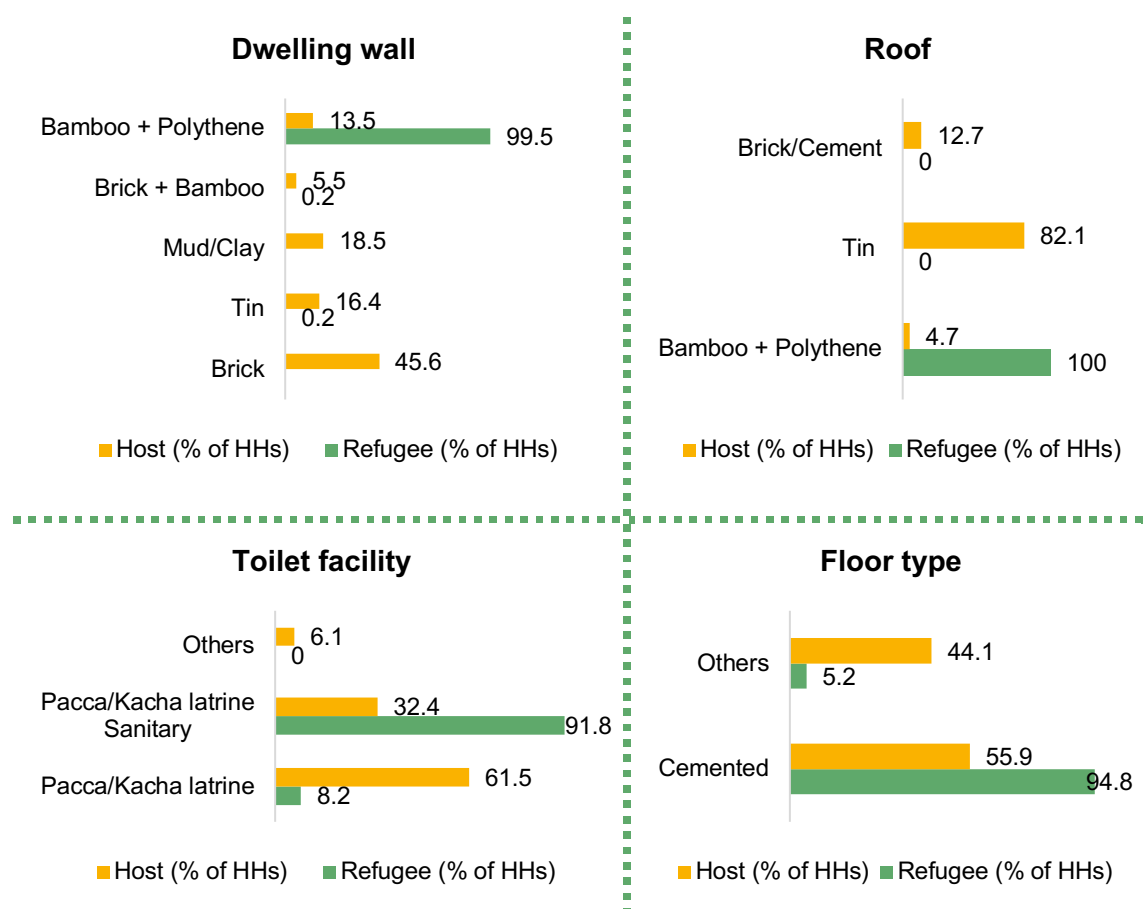 Dwelling wall
Bamboo + Polythene
13.5
99.5
Brick + Bamboo
5.5
0.2
Mud/Clay
18.5
Tin
16.4
0.2
Brick
45.6
Host (% of HHs)
Refugee (% of HHs)
Roof
Brick/Cement
12.7
0
Tin
82.1
0
Bamboo + Polythene
4.7
100
Host (% of HHs)
Refugee (% of HHs)
Toilet facility
Others
6.1
0
Pacca/Kacha latrine
Sanitary
32.4
91.8
Pacca/Kacha latrine
61.5
8.2
Host (% of HHs)
Refugee (% of HHs)
Floor type
Others
44.1
5.2
Cemented
55.9
94.8
Host (% of HHs)
Refugee (% of HHs)